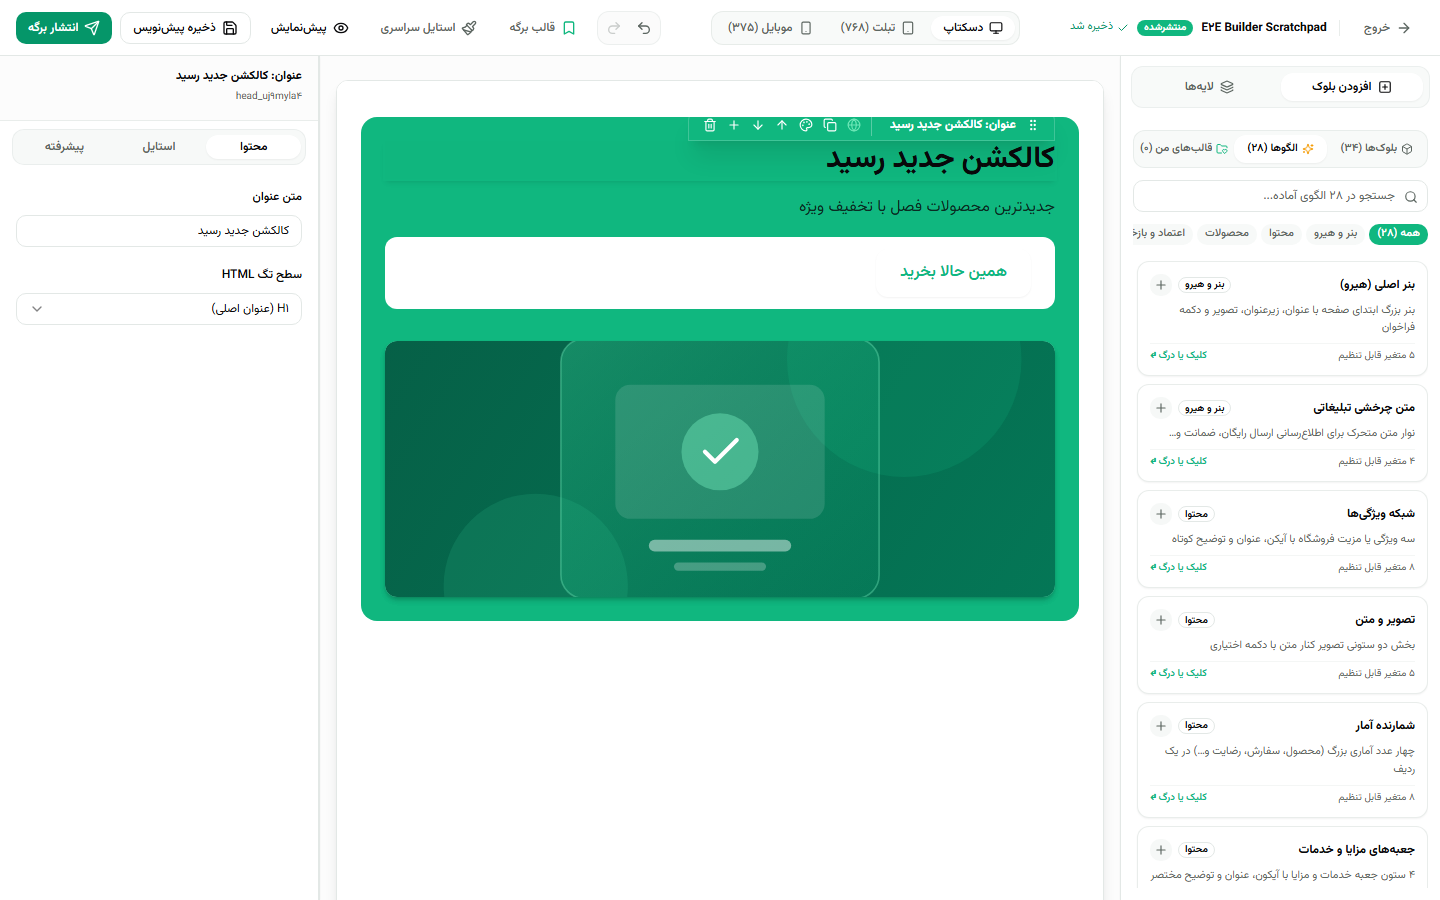 خروج
E۲E Builder Scratchpad
منتشرشده
ذخیره شد
دسکتاپ
تبلت (۷۶۸)
موبایل (۳۷۵)
قالب برگه
استایل سراسری
پیش‌نمایش
ذخیره پیش‌نویس
انتشار برگه
افزودن بلوک
لایه‌ها
بلوک‌ها (۳۴)
الگوها (۲۸)
قالب‌های من (۰)
جستجو در ۲۸ الگوی آماده...
همه (۲۸)
بنر و هیرو
محتوا
محصولات
اعتماد و بازخ
بنر اصلی (هیرو)
بنر و هیرو
بنر بزرگ ابتدای صفحه با عنوان، زیرعنوان، تصویر و دکمه
فراخوان
۵ متغیر قابل تنظیم
کلیک یا درگ
متن چرخشی تبلیغاتی
بنر و هیرو
نوار متن متحرک برای اطلاع‌رسانی ارسال رایگان، ضمانت و...
۴ متغیر قابل تنظیم
کلیک یا درگ
شبکه ویژگی‌ها
محتوا
سه ویژگی یا مزیت فروشگاه با آیکن، عنوان و توضیح کوتاه
۸ متغیر قابل تنظیم
کلیک یا درگ
تصویر و متن
محتوا
بخش دو ستونی تصویر کنار متن با دکمه اختیاری
۵ متغیر قابل تنظیم
کلیک یا درگ
شمارنده آمار
محتوا
چهار عدد آماری بزرگ (محصول، سفارش، رضایت و...) در یک
ردیف
۸ متغیر قابل تنظیم
کلیک یا درگ
جعبه‌های مزایا و خدمات
محتوا
۴ ستون جعبه خدمات و مزایا با آیکون، عنوان و توضیح مختصر
عنوان: کالکشن جدید رسید
کالکشن جدید رسید
جدیدترین محصولات فصل با تخفیف ویژه
همین حالا بخرید
عنوان: کالکشن جدید رسید
head_uj۹myla۴
محتوا
استایل
پیشرفته
متن عنوان
کالکشن جدید رسید
سطح تگ HTML
H۱ (عنوان اصلی)